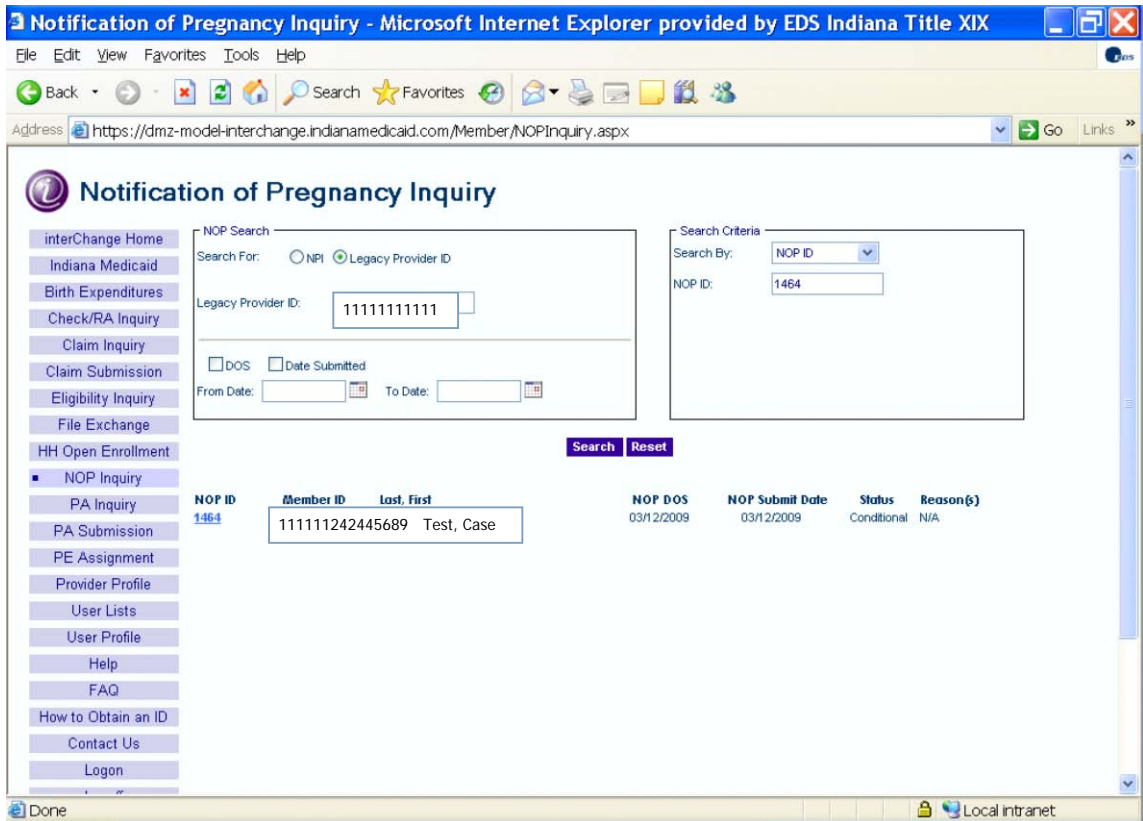 Notification of Pregnancy Inquiry - Microsoft Internet Explorer provided by EDS Indiana Title XIX
File Edit View Favorites Tools Help
EDS
Back Search Favorites
Address https://dmz-model-interchange.indianamedicaid.com/Member/NOPInquiry.aspx Go Links »
Notification of Pregnancy Inquiry
interChange Home
Indiana Medicaid
Birth Expenditures
Check/RA Inquiry
Claim Inquiry
Claim Submission
Eligibility Inquiry
File Exchange
HH Open Enrollment
NOP Inquiry
PA Inquiry
PA Submission
PE Assignment
Provider Profile
User Lists
User Profile
Help
FAQ
How to Obtain an ID
Contact Us
Logon
NOP Search
Search For: NPI Legacy Provider ID
Legacy Provider ID: 11111111111
DOS Date Submitted
From Date: To Date:
Search Criteria
Search By: NOP ID
NOP ID: 1464
Search Reset
NOP ID Member ID Last, First NOP DOS NOP Submit Date Status Reason(s)
1464 111111242445689 Test, Case 03/12/2009 03/12/2009 Conditional N/A
Done Local intranet